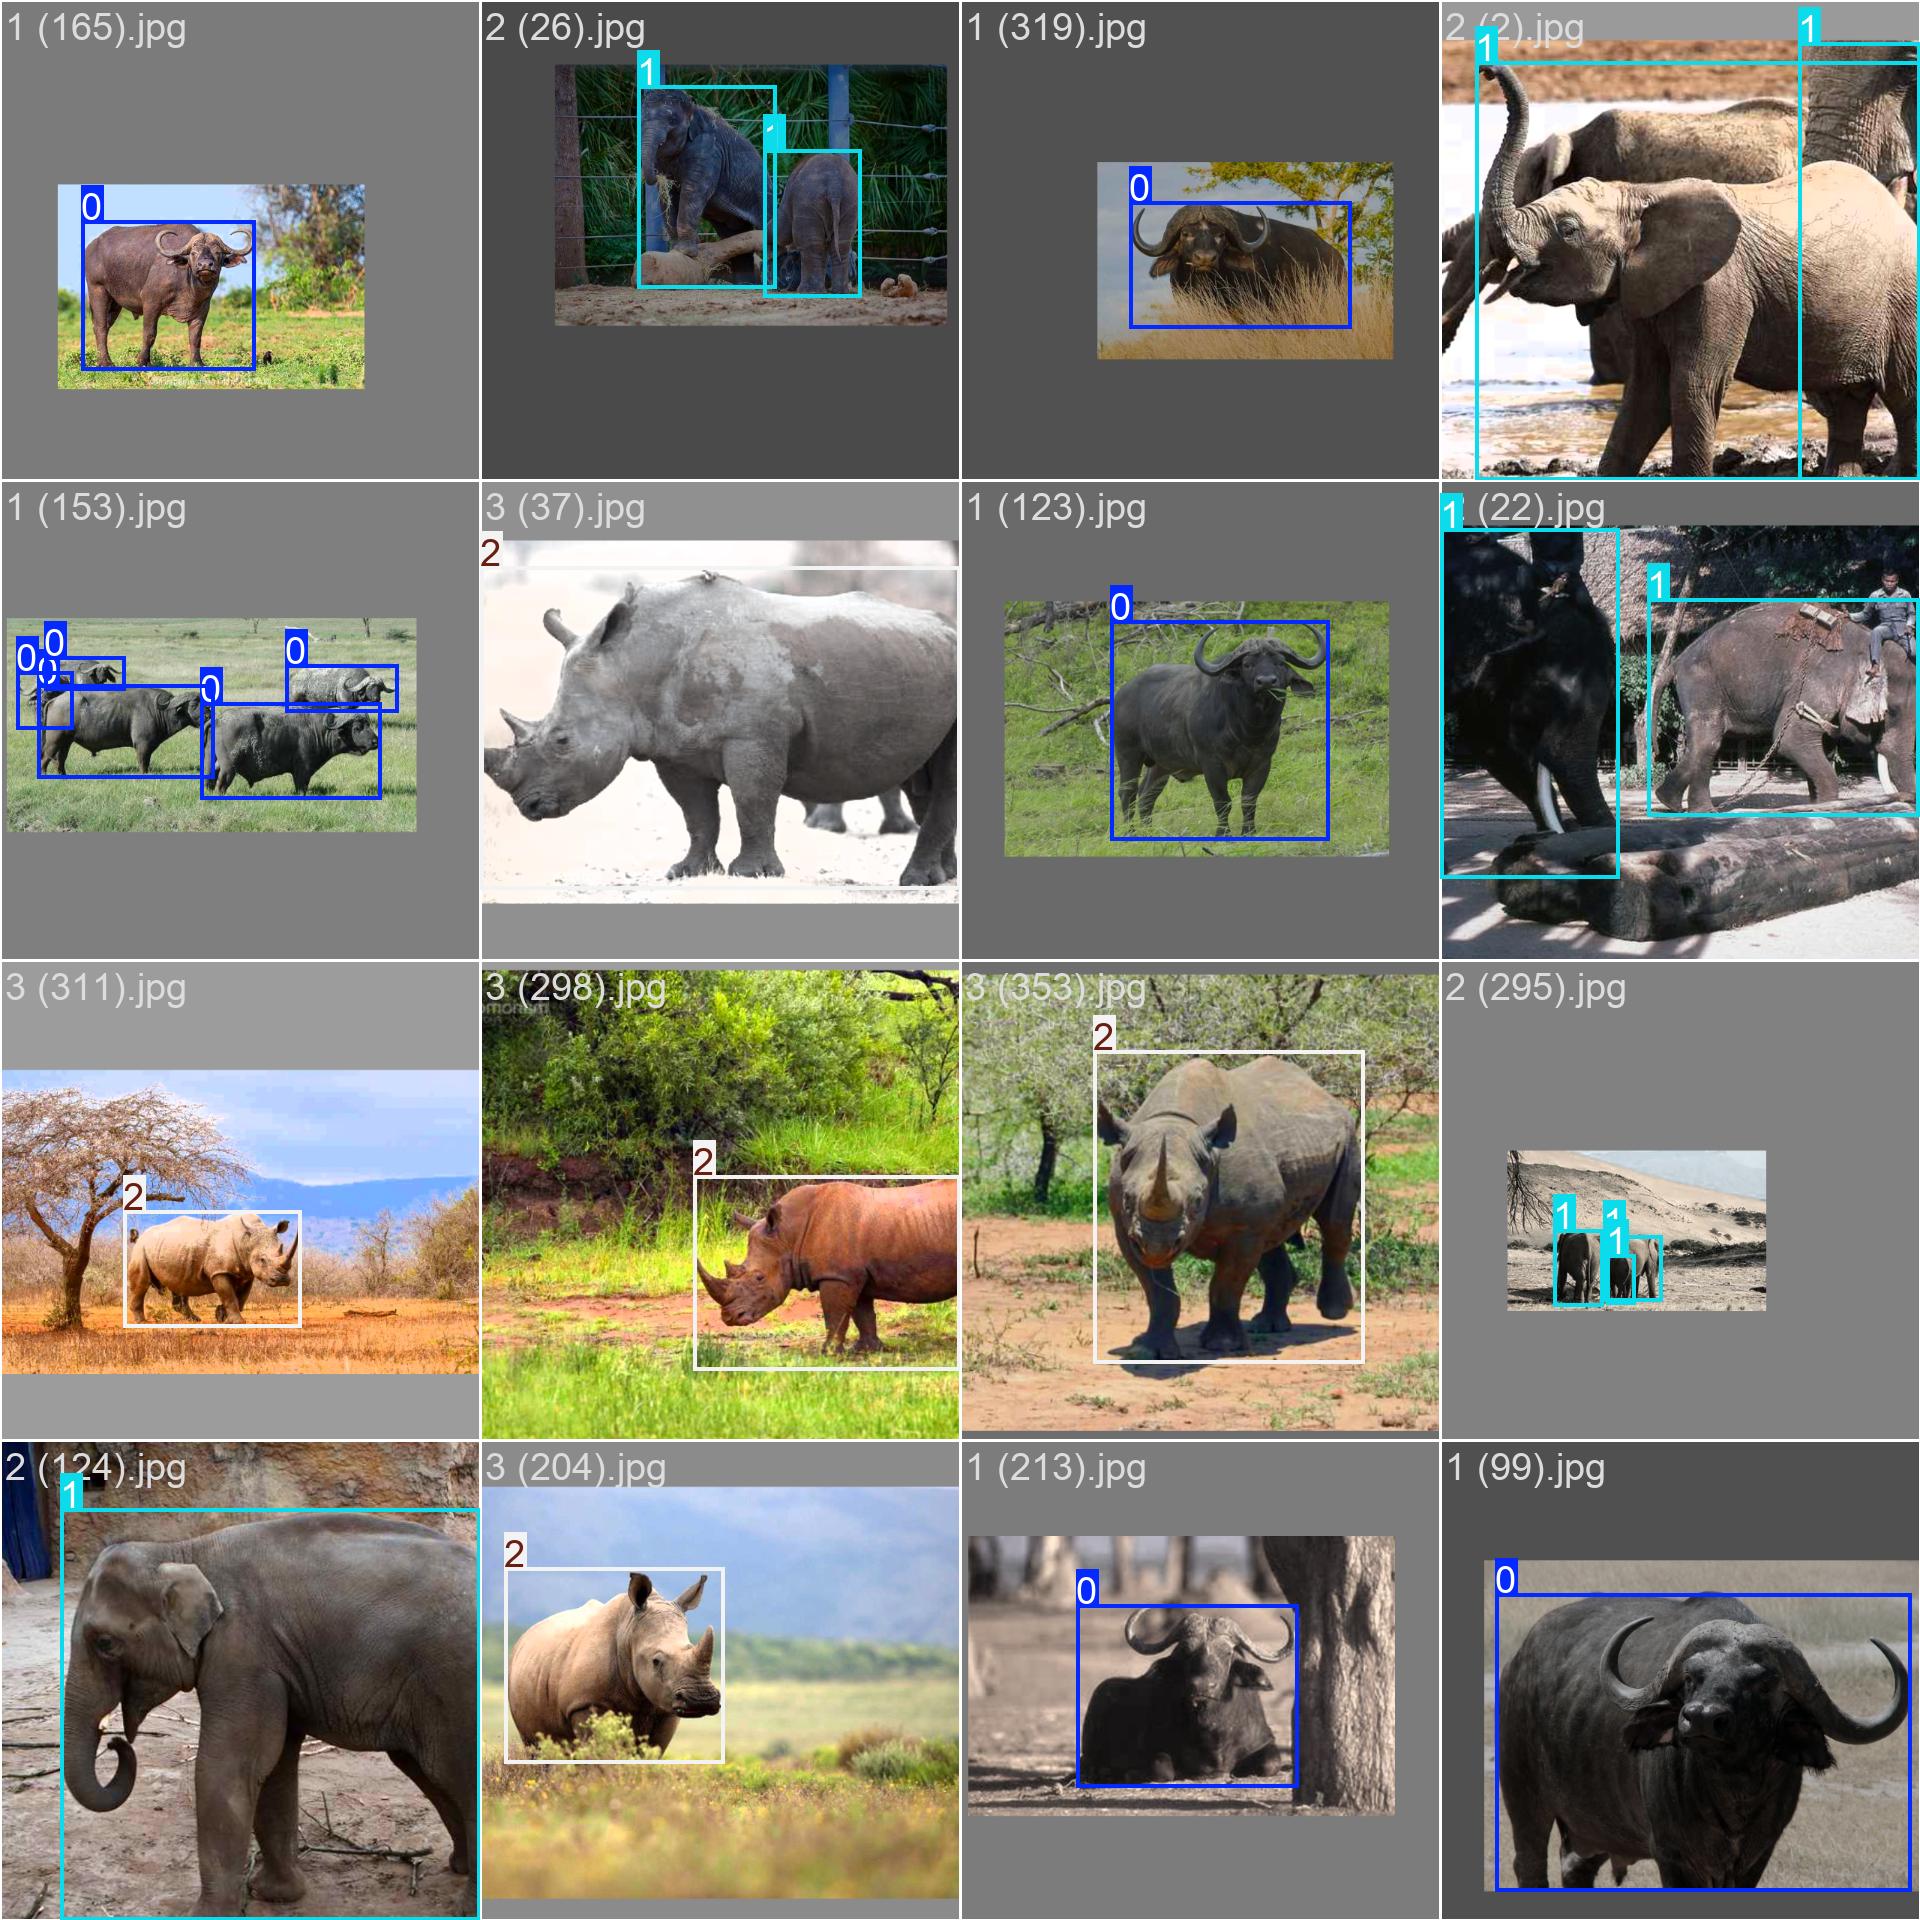 1 (165).jpg
2 (26).jpg
1 (319).jpg
2 (2).jpg
0
1
1
0
1
1
1 (153).jpg
3 (37).jpg
1 (123).jpg
(22).jpg
0
0
0
0
0
2
0
1
1
3 (311).jpg
3 (298).jpg
3 (353).jpg
2 (295).jpg
2
2
2
1
1
1
2 (124).jpg
3 (204).jpg
1 (213).jpg
1 (99).jpg
1
2
0
0